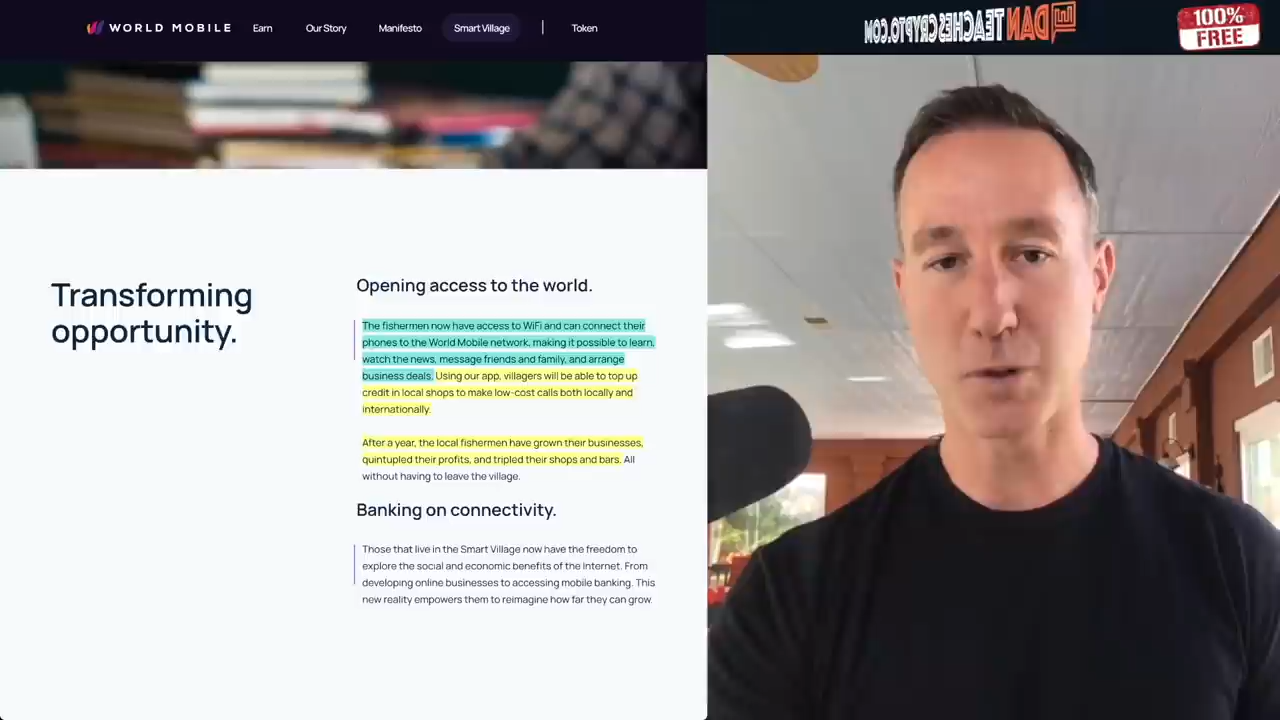 WORLD MOBILE Earn Our Story Manifesto Smart Village Token
DANTEACHESCRYPTO.COM
100%
FREE
Transforming
opportunity.
Opening access to the world.
The fishermen now have access to WiFi and can connect their
phones to the World Mobile network, making it possible to learn,
watch the news, message friends and family, and arrange
business deals. Using our app, villagers will be able to top up
credit in local shops to make low-cost calls both locally and
internationally.
After a year, the local fishermen have grown their businesses,
quintupled their profits, and tripled their shops and bars. All
without having to leave the village.
Banking on connectivity.
Those that live in the Smart Village now have the freedom to
explore the social and economic benefits of the Internet. From
developing online businesses to accessing mobile banking. This
new reality empowers them to reimagine how far they can grow.